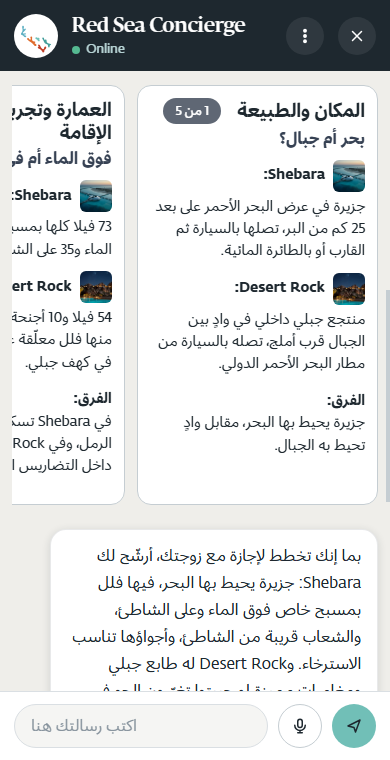 Red Sea Concierge
Online
المكان والطبيعة
1 من 5
بحر أم جبال؟
Shebara:
جزيرة في عرض البحر الأحمر على بعد
25 كم من البر، تصلها بالسيارة ثم
القارب أو بالطائرة المائية.
Desert Rock:
منتجع جبلي داخلي في وادٍ بين
الجبال قرب أملج، تصله بالسيارة من
مطار البحر الأحمر الدولي.
الفرق:
جزيرة يحيط بها البحر، مقابل وادٍ
تحيط به الجبال.
العمارة وتجر
الإقامة
فوق الماء أم في
Shebara:
73 فيلا كلها بمسب
الماء و35 على الش
ert Rock
54 فيلا و10 أجنحة
منها فلل معلّقة
في كهف جبلي.
الفرق:
في Shebara تسك
الرمل، وفي Rock
داخل التضاريس ا
بما إنك تخطط لإجازة مع زوجتك، أرشّح لك
Shebara: جزيرة يحيط بها البحر، فيها فلل
بمسبح خاص فوق الماء وعلى الشاطئ،
والشعاب قريبة من الشاطئ، وأجواؤها تناسب
الاسترخاء. وDesert Rock له طابع جبلي
اكتب رسالتك هنا